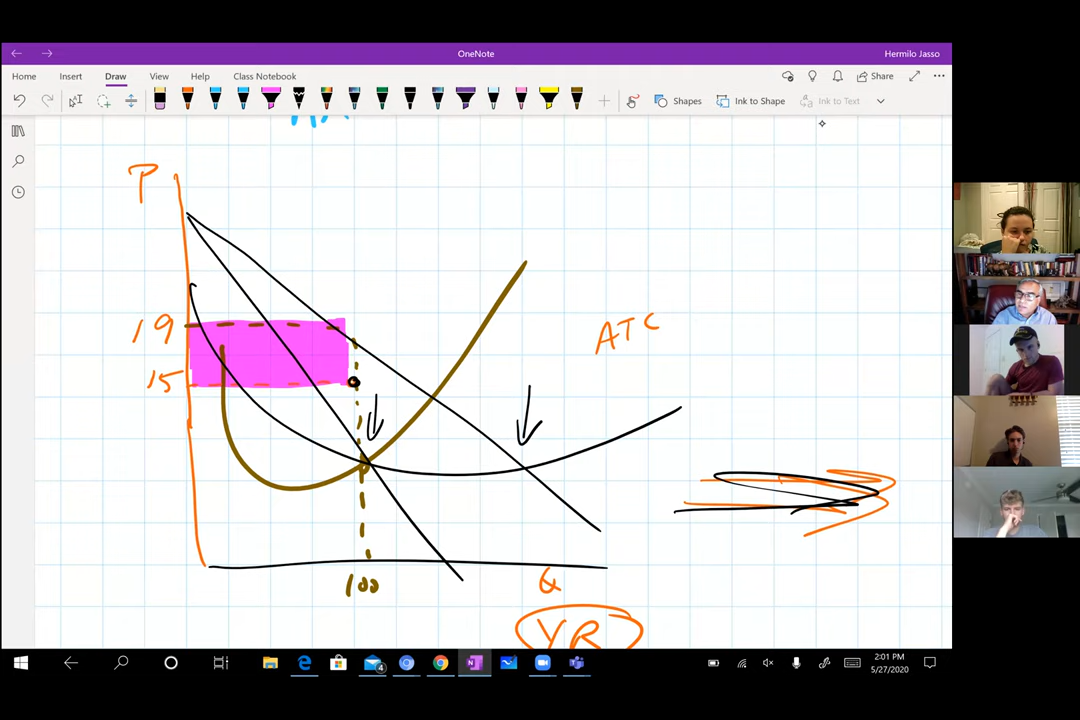 OneNote
Hermilo Jasso
Home Insert Draw View Help Class Notebook
Share
Shapes Ink to Shape Ink to Text
P
19
15
ATC
100
Q
4
2:01 PM
5/27/2020